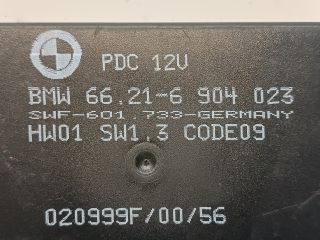 PDC 12V
BMW 66.21-6 904 023
SWF-601.733-GERMANY
HW01 SW1.3 CODE09
020999F/00/56